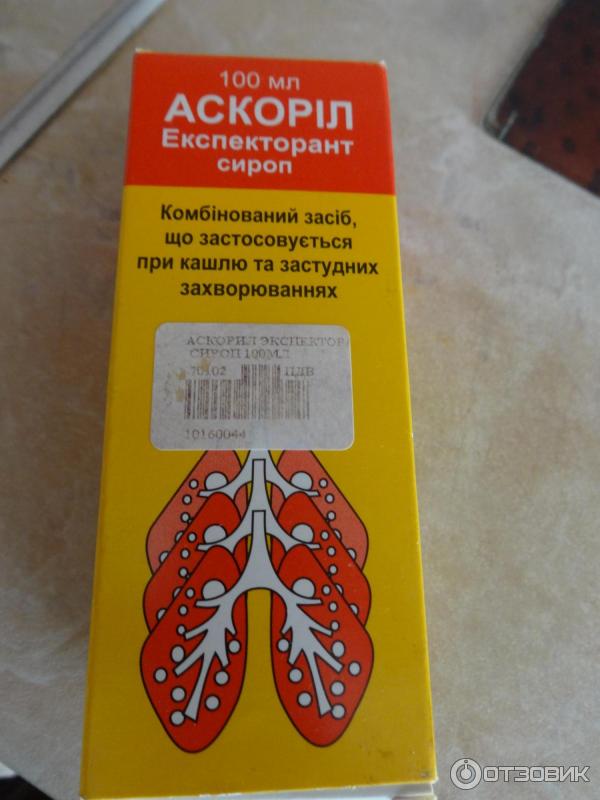 100 мл
АСКОРІЛ
Експекторант
сироп
Комбінований засіб,
що застосовується
при кашлю та застудних
захворюваннях
АСКОРИЛ ЭКСПЕКТОР
СИРОП 100МЛ
ПДВ
10160044
ОТЗОВИК